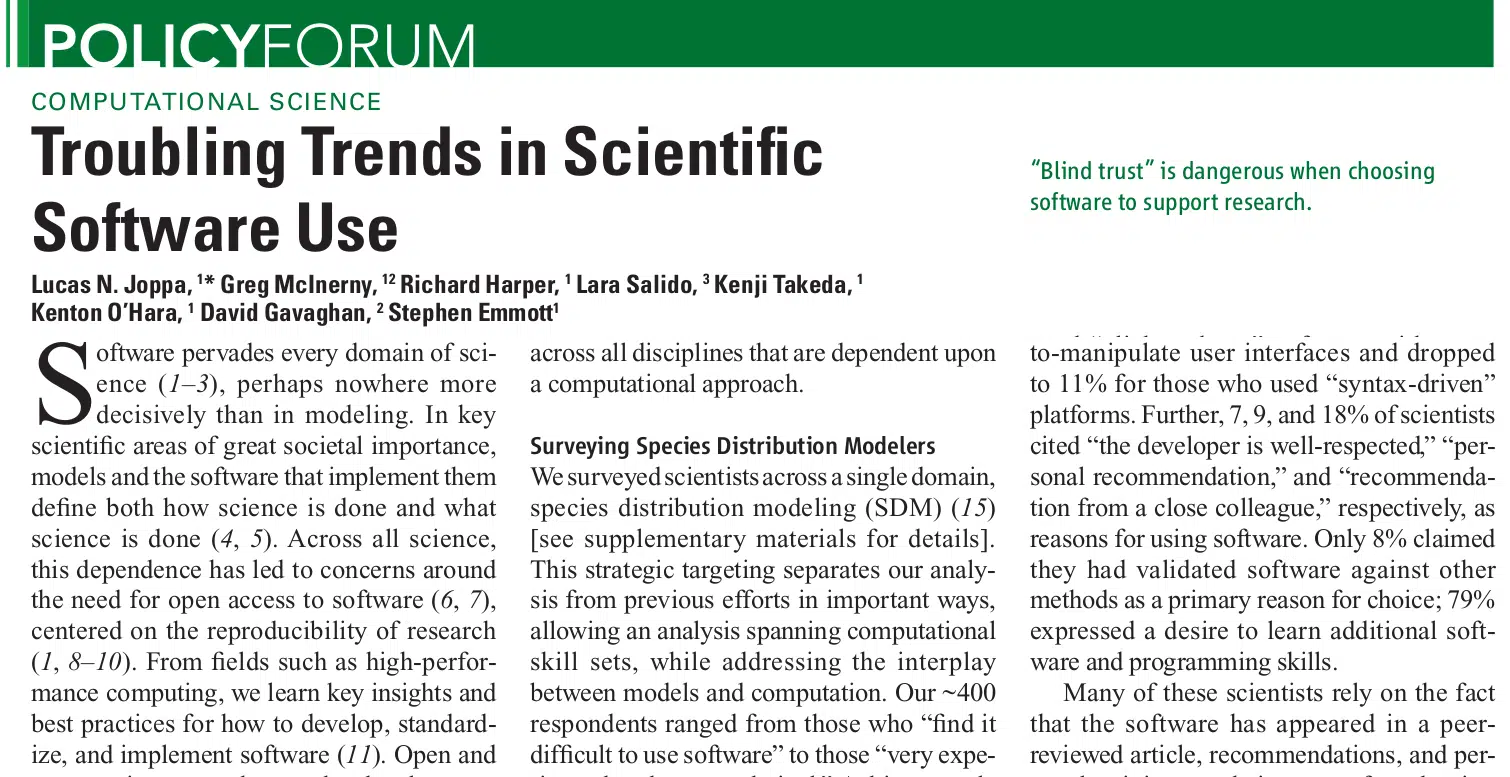 POLICYFORUM
COMPUTATIONAL SCIENCE
Troubling Trends in Scientific
Software Use
“Blind trust” is dangerous when choosing
software to support research.
Lucas N. Joppa, 1* Greg McInerny, 12 Richard Harper, 1 Lara Salido, 3 Kenji Takeda, 1
Kenton O’Hara, 1 David Gavaghan, 2 Stephen Emmott1
Software pervades every domain of sci-
ence (1–3), perhaps nowhere more
decisively than in modeling. In key
scientific areas of great societal importance,
models and the software that implement them
define both how science is done and what
science is done (4, 5). Across all science,
this dependence has led to concerns around
the need for open access to software (6, 7),
centered on the reproducibility of research
(1, 8–10). From fields such as high-perfor-
mance computing, we learn key insights and
best practices for how to develop, standard-
ize, and implement software (11). Open and
across all disciplines that are dependent upon
a computational approach.
Surveying Species Distribution Modelers
We surveyed scientists across a single domain,
species distribution modeling (SDM) (15)
[see supplementary materials for details].
This strategic targeting separates our analy-
sis from previous efforts in important ways,
allowing an analysis spanning computational
skill sets, while addressing the interplay
between models and computation. Our ~400
respondents ranged from those who “find it
difficult to use software” to those “very expe-
to-manipulate user interfaces and dropped
to 11% for those who used “syntax-driven”
platforms. Further, 7, 9, and 18% of scientists
cited “the developer is well-respected,” “per-
sonal recommendation,” and “recommenda-
tion from a close colleague,” respectively, as
reasons for using software. Only 8% claimed
they had validated software against other
methods as a primary reason for choice; 79%
expressed a desire to learn additional soft-
ware and programming skills.
Many of these scientists rely on the fact
that the software has appeared in a peer-
reviewed article, recommendations, and per-